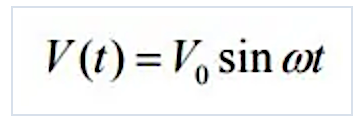 V(t) = V₀ sin ωt